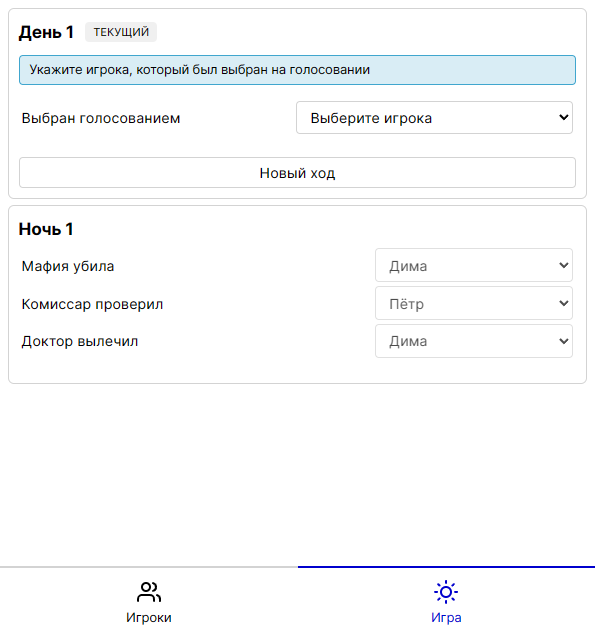 День 1 ТЕКУЩИЙ
Укажите игрока, который был выбран на голосовании
Выбран голосованием Выберите игрока
Новый ход
Ночь 1
Мафия убила Дима
Комиссар проверил Пётр
Доктор вылечил Дима
Игроки Игра